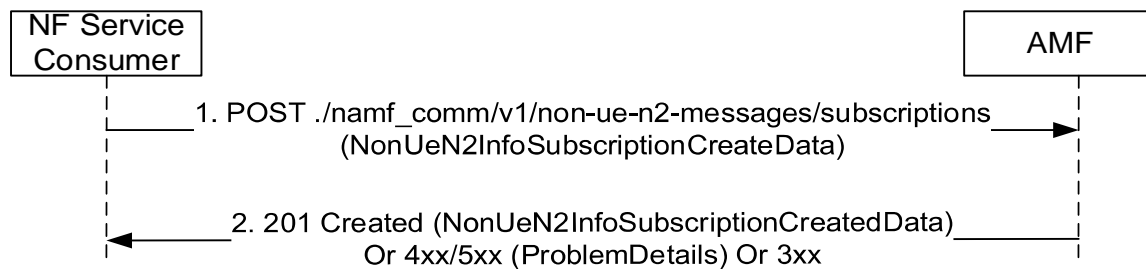 NF Service
Consumer
AMF
1. POST ./namf_comm/v1/non-ue-n2-messages/subscriptions
(NonUeN2InfoSubscriptionCreateData)
2. 201 Created (NonUeN2InfoSubscriptionCreatedData)
Or 4xx/5xx (ProblemDetails) Or 3xx